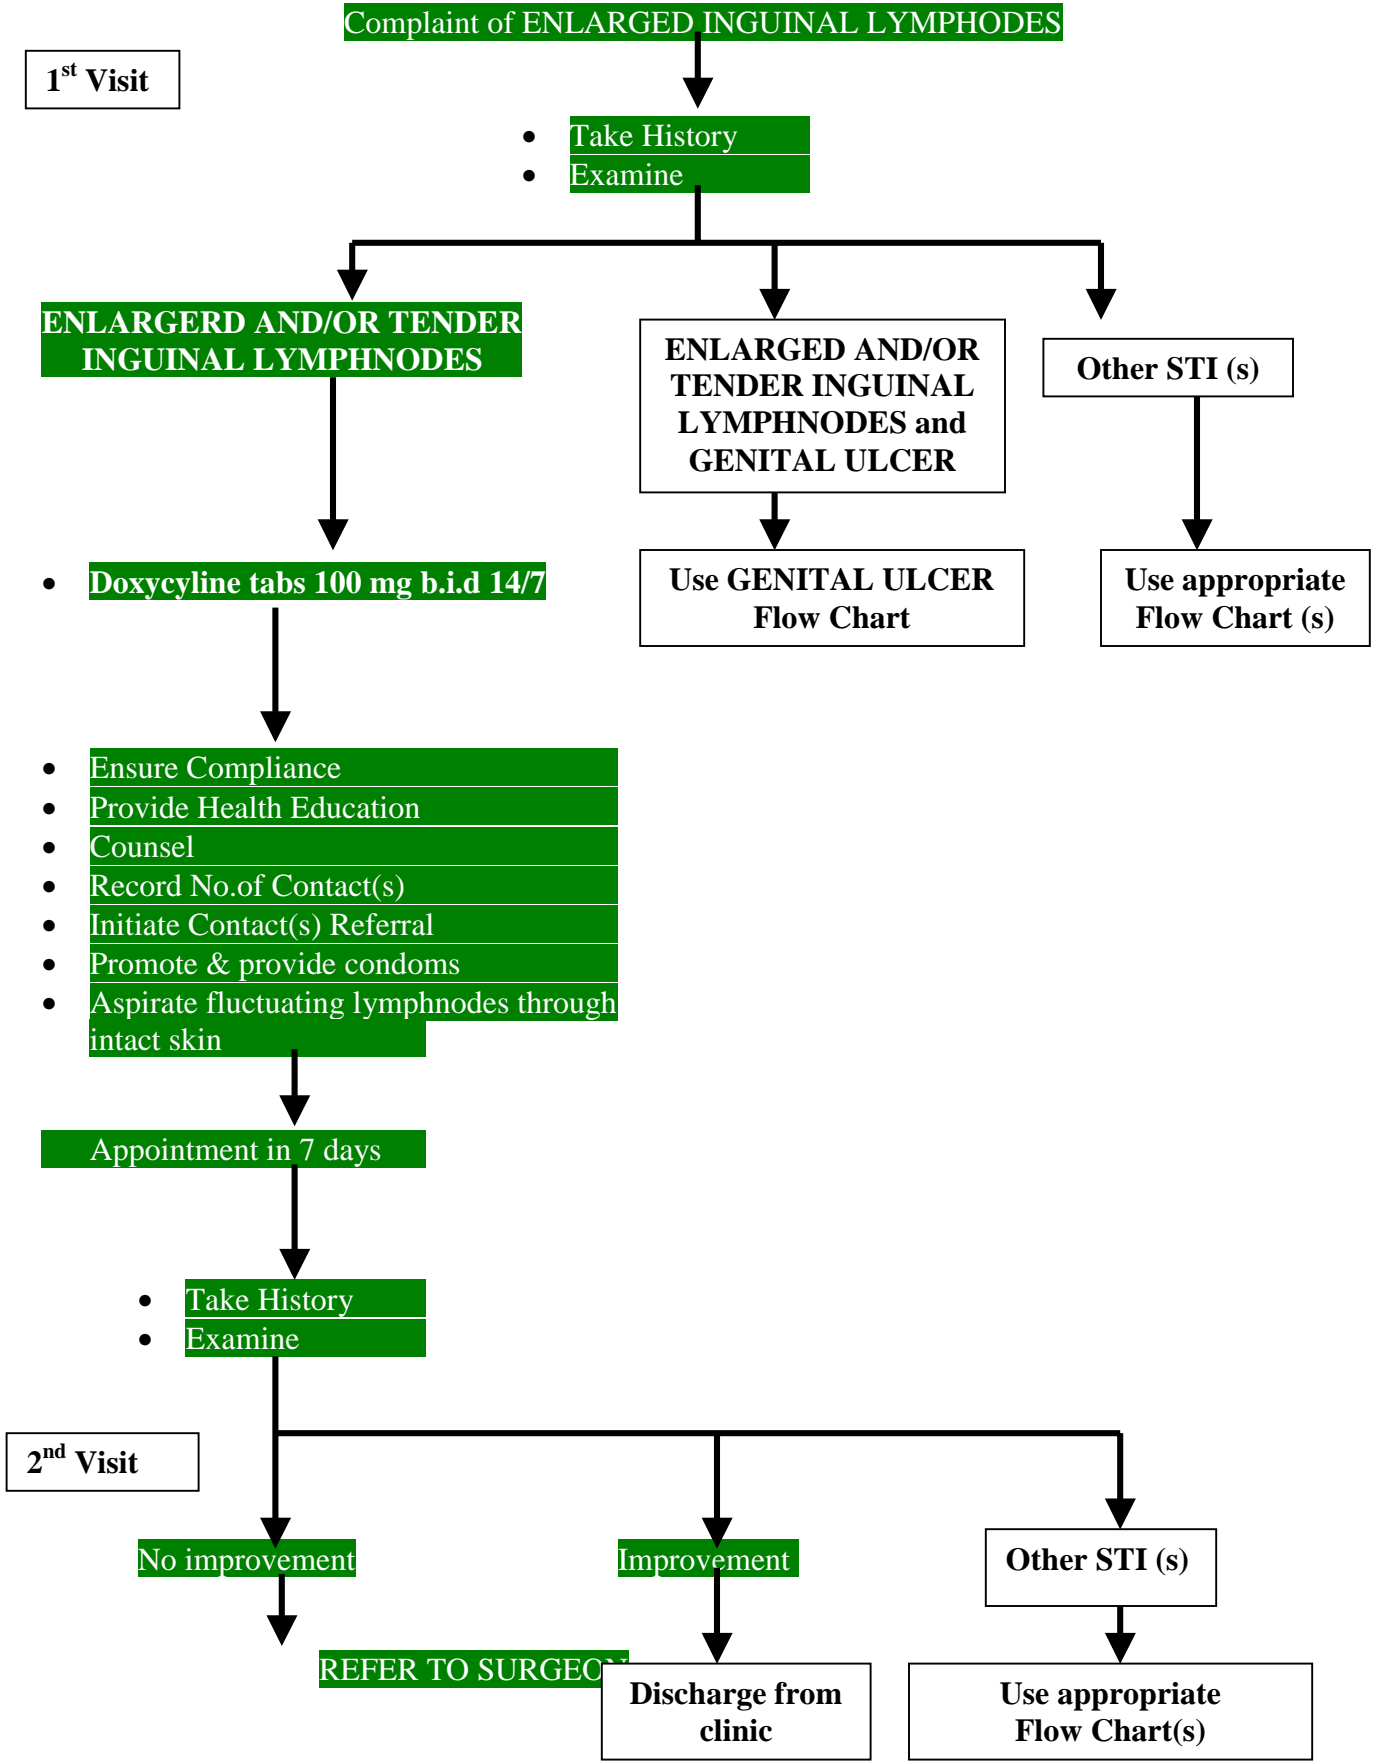 Complaint of ENLARGED INGUINAL LYMPHODES
1st Visit
• Take History
• Examine
ENLARGERD AND/OR TENDER
INGUINAL LYMPHNODES
ENLARGED AND/OR
TENDER INGUINAL
LYMPHNODES and
GENITAL ULCER
Other STI (s)
• Doxycyline tabs 100 mg b.i.d 14/7
Use GENITAL ULCER
Flow Chart
Use appropriate
Flow Chart (s)
• Ensure Compliance
• Provide Health Education
• Counsel
• Record No.of Contact(s)
• Initiate Contact(s) Referral
• Promote & provide condoms
• Aspirate fluctuating lymphnodes through
intact skin
Appointment in 7 days
• Take History
• Examine
2nd Visit
No improvement
Improvement
Other STI (s)
REFER TO SURGEON
Discharge from
clinic
Use appropriate
Flow Chart(s)